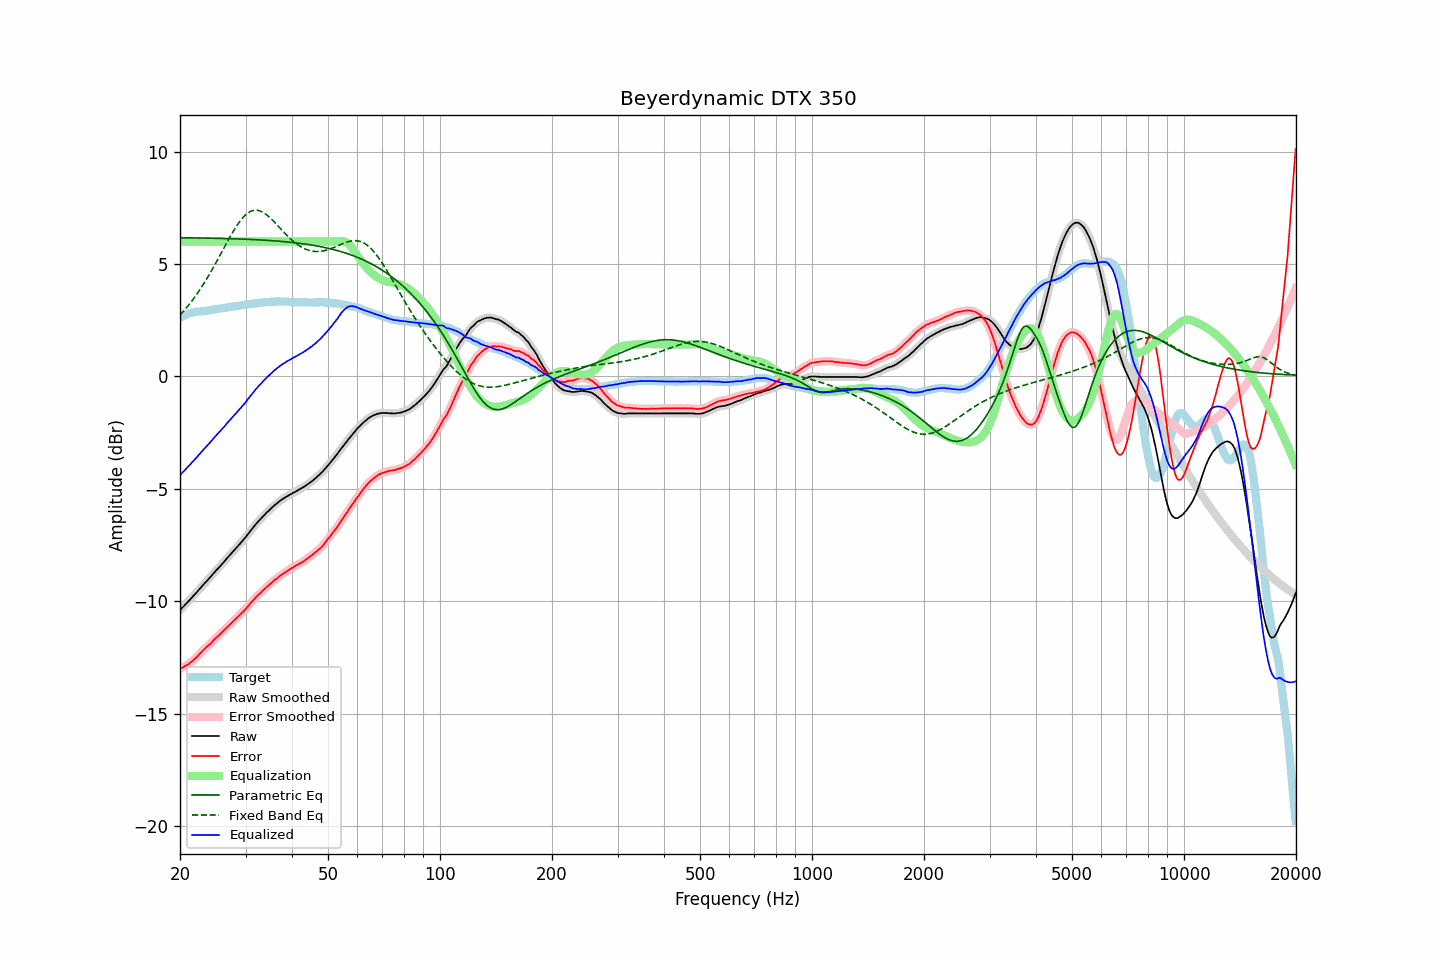 Beyerdynamic DTX 350
Amplitude (dBr)
10
5
0
−5
−10
−15
−20
Target
Raw Smoothed
Error Smoothed
Raw
Error
Equalization
Parametric Eq
Fixed Band Eq
Equalized
20 50 100 200 500 1000 2000 5000 10000 20000
Frequency (Hz)